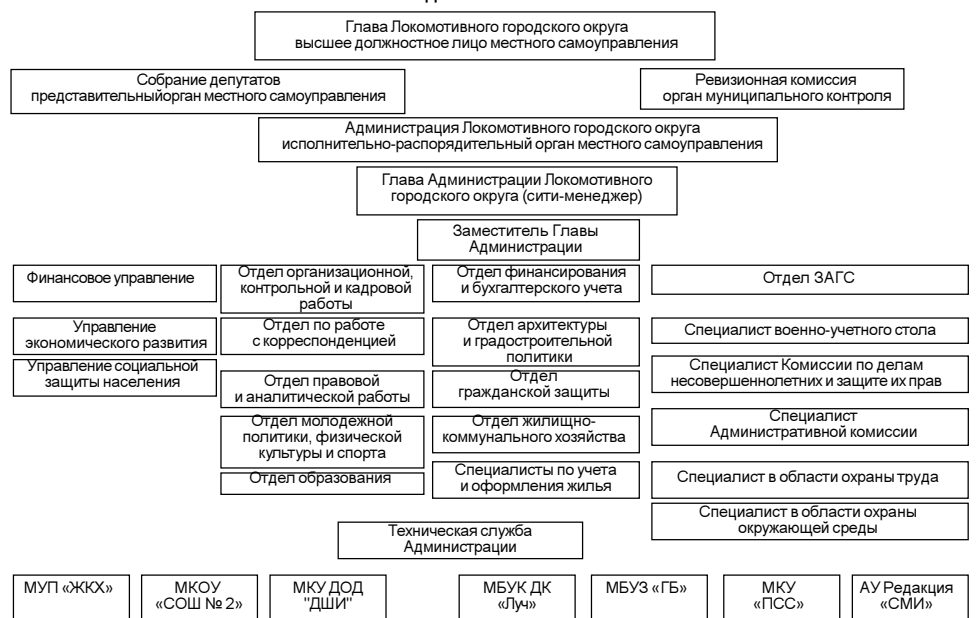 Глава Локомотивного городского округа
высшее должностное лицо местного самоуправления
Собрание депутатов
представительныйорган местного самоуправления
Ревизионная комиссия
орган муниципального контроля
Администрация Локомотивного городского округа
исполнительно-распорядительный орган местного самоуправления
Глава Администрации Локомотивного
городского округа (сити-менеджер)
Заместитель Главы
Администрации
Финансовое управление
Управление
экономического развития
Управление социальной
защиты населения
Отдел организационной,
контрольной и кадровой
работы
Отдел по работе
с корреспонденцией
Отдел правовой
и аналитической работы
Отдел молодежной
политики, физической
культуры и спорта
Отдел образования
Отдел финансирования
и бухгалтерского учета
Отдел архитектуры
и градостроительной
политики
Отдел
гражданской защиты
Отдел жилищно-
коммунального хозяйства
Специалисты по учета
и оформления жилья
Отдел ЗАГС
Специалист военно-учетного стола
Специалист Комиссии по делам
несовершеннолетних и защите их прав
Специалист
Административной комиссии
Специалист в области охраны труда
Специалист в области охраны
окружающей среды
Техническая служба
Администрации
МУП «ЖКХ»
МКОУ
«СОШ № 2»
МКУ ДОД
"ДШИ"
МБУК ДК
«Луч»
МБУЗ «ГБ»
МКУ
«ПСС»
АУ Редакция
«СМИ»